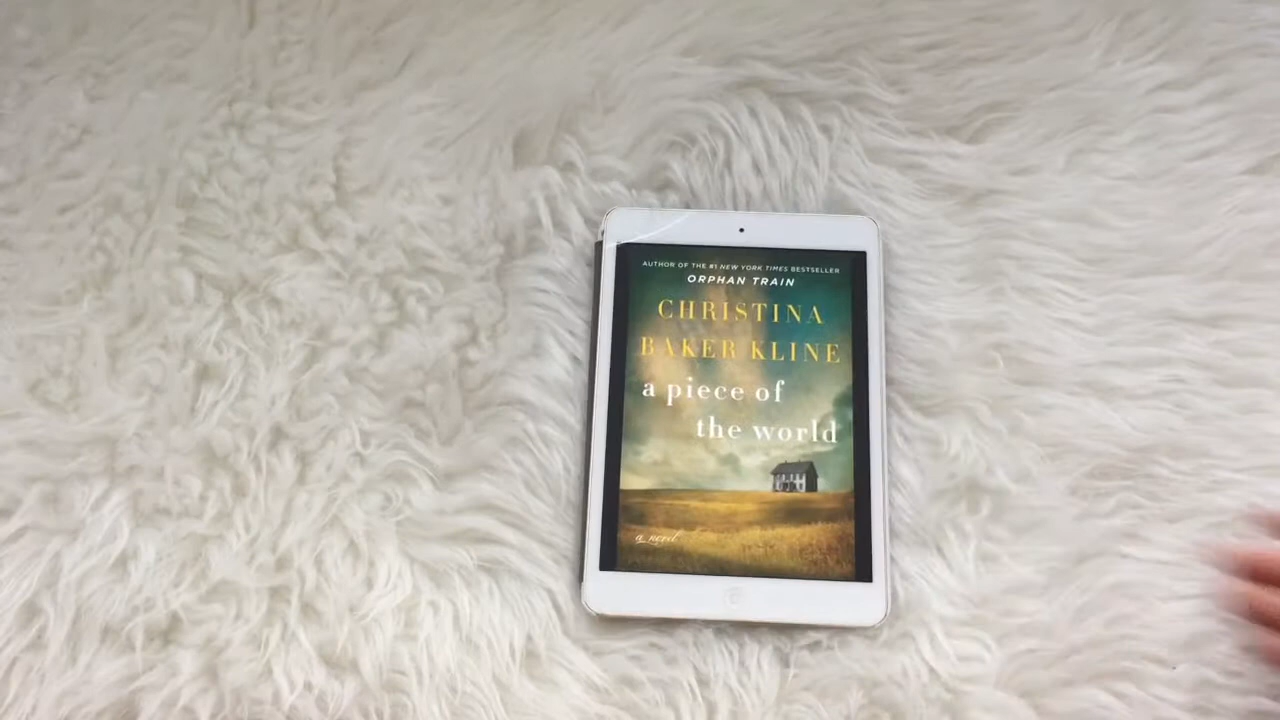 AUTHOR OF THE #1 NEW YORK TIMES BESTSELLER
ORPHAN TRAIN
CHRISTINA
BAKER KLINE
a piece of
the world
a novel